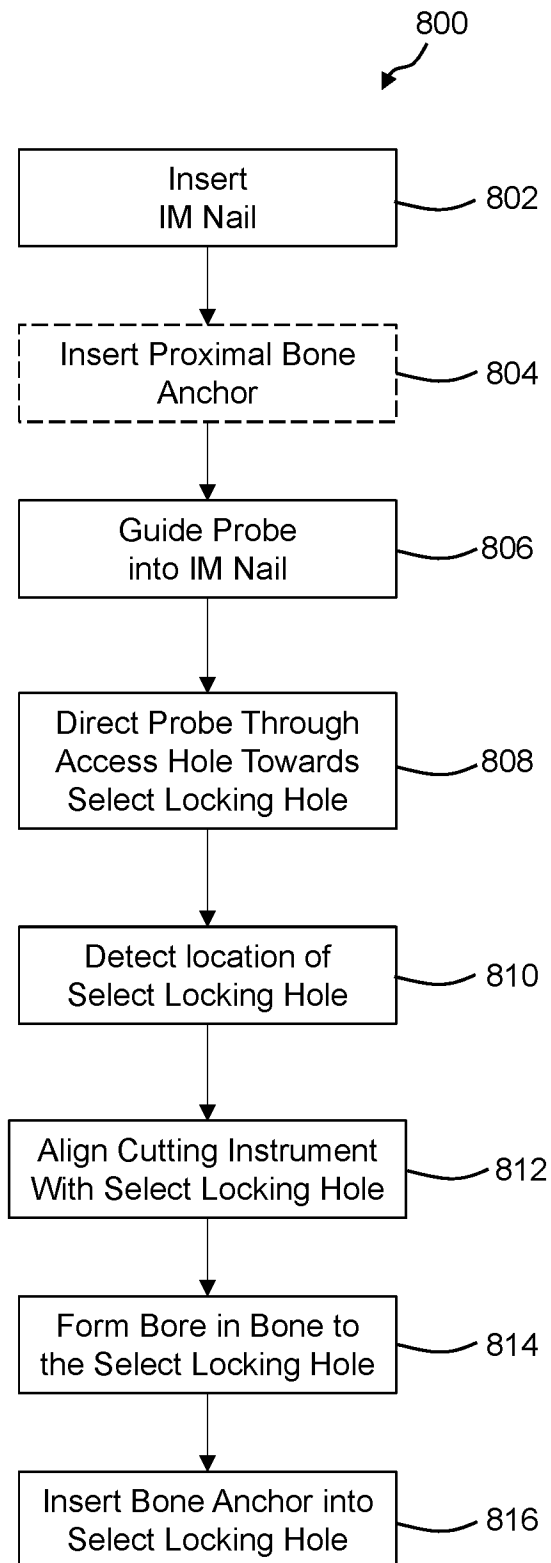 800
Insert
IM Nail
802
Insert Proximal Bone
Anchor
804
Guide Probe
into IM Nail
806
Direct Probe Through
Access Hole Towards
Select Locking Hole
808
Detect location of
Select Locking Hole
810
Align Cutting Instrument
With Select Locking Hole
812
Form Bore in Bone to
the Select Locking Hole
814
Insert Bone Anchor into
Select Locking Hole
816